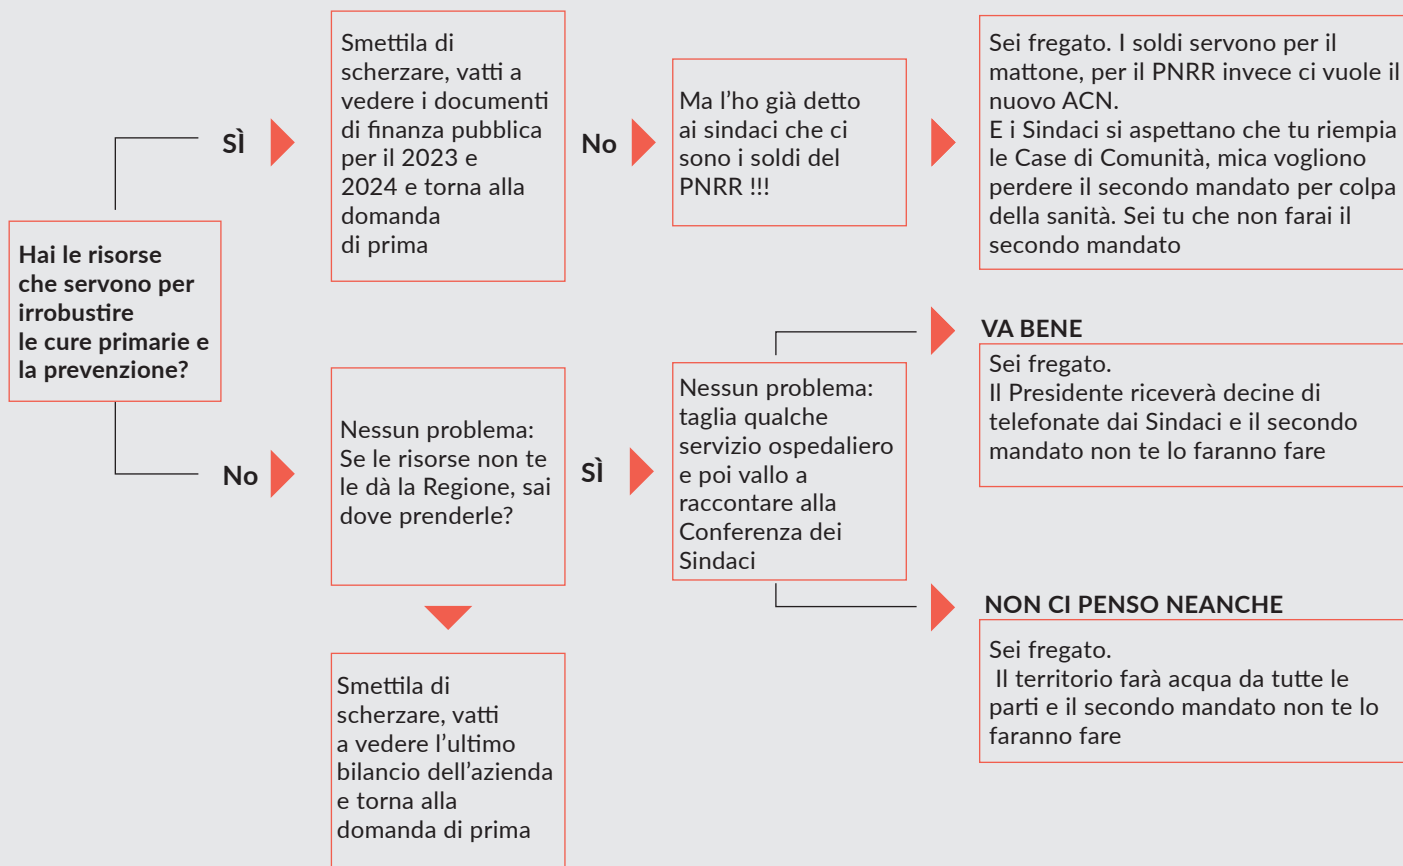 Hai le risorse
che servono per
irrobustire
le cure primarie e
la prevenzione?
SÌ
Smettila di
scherzare, vatti a
vedere i documenti
di finanza pubblica
per il 2023 e
2024 e torna alla
domanda
di prima
No
Ma l'ho già detto
ai sindaci che ci
sono i soldi del
PNRR !!!
Sei fregato. I soldi servono per il
mattone, per il PNRR invece ci vuole il
nuovo ACN.
E i Sindaci si aspettano che tu riempia
le Case di Comunità, mica vogliono
perdere il secondo mandato per colpa
della sanità. Sei tu che non farai il
secondo mandato
No
Nessun problema:
Se le risorse non te
le dà la Regione, sai
dove prenderle?
SÌ
Nessun problema:
taglia qualche
servizio ospedaliero
e poi vallo a
raccontare alla
Conferenza dei
Sindaci
VA BENE
Sei fregato.
Il Presidente riceverà decine di
telefonate dai Sindaci e il secondo
mandato non te lo faranno fare
NON CI PENSO NEANCHE
Sei fregato.
Il territorio farà acqua da tutte le
parti e il secondo mandato non te lo
faranno fare
Smettila di
scherzare, vatti
a vedere l'ultimo
bilancio dell'azienda
e torna alla
domanda di prima